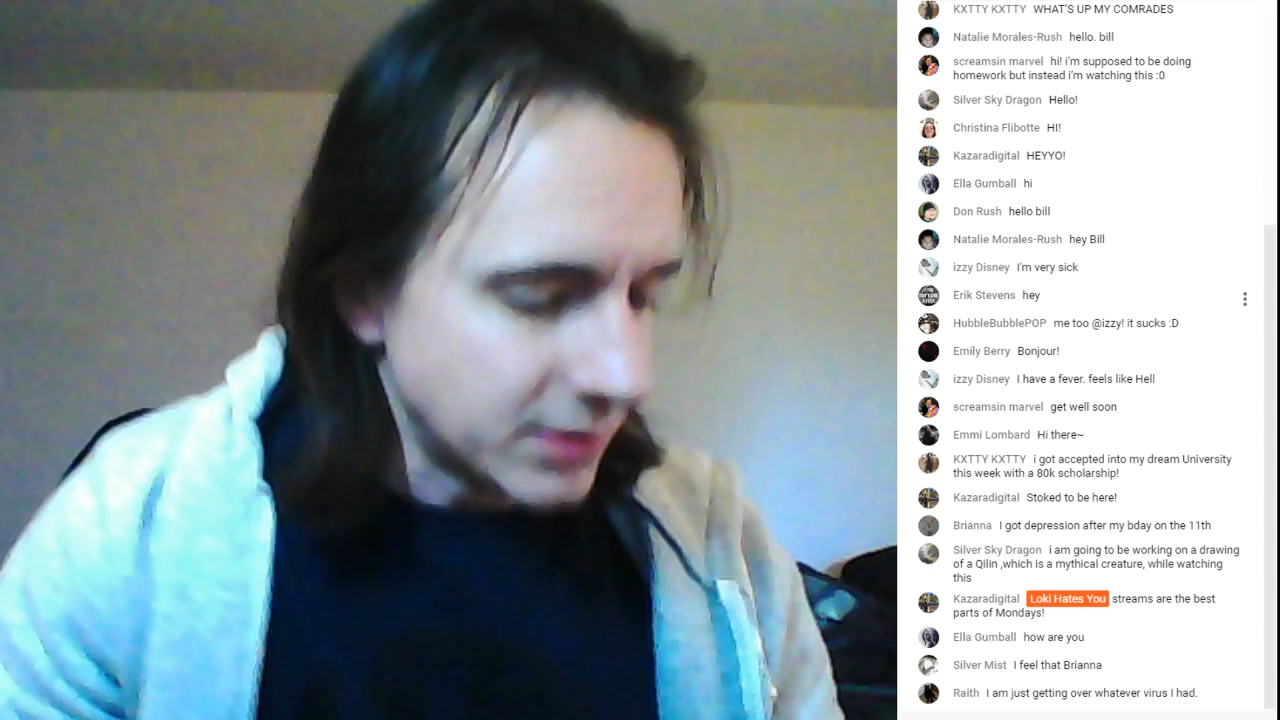 KXTTY KXTTY WHAT'S UP MY COMRADES
Natalie Morales-Rush hello. bill
screamsin marvel hi! i'm supposed to be doing
homework but instead i'm watching this :0
Silver Sky Dragon Hello!
Christina Flibotte HI!
Kazaradigital HEYYO!
Ella Gumball hi
Don Rush hello bill
Natalie Morales-Rush hey Bill
izzy Disney I'm very sick
Erik Stevens hey
HubbleBubblePOP me too @izzy! it sucks :D
Emily Berry Bonjour!
izzy Disney I have a fever. feels like Hell
screamsin marvel get well soon
Emmi Lombard Hi there~
KXTTY KXTTY i got accepted into my dream University
this week with a 80k scholarship!
Kazaradigital Stoked to be here!
Brianna I got depression after my bday on the 11th
Silver Sky Dragon i am going to be working on a drawing
of a Qilin ,which is a mythical creature, while watching
this
Kazaradigital Loki Hates You streams are the best
parts of Mondays!
Ella Gumball how are you
Silver Mist I feel that Brianna
Raith I am just getting over whatever virus I had.